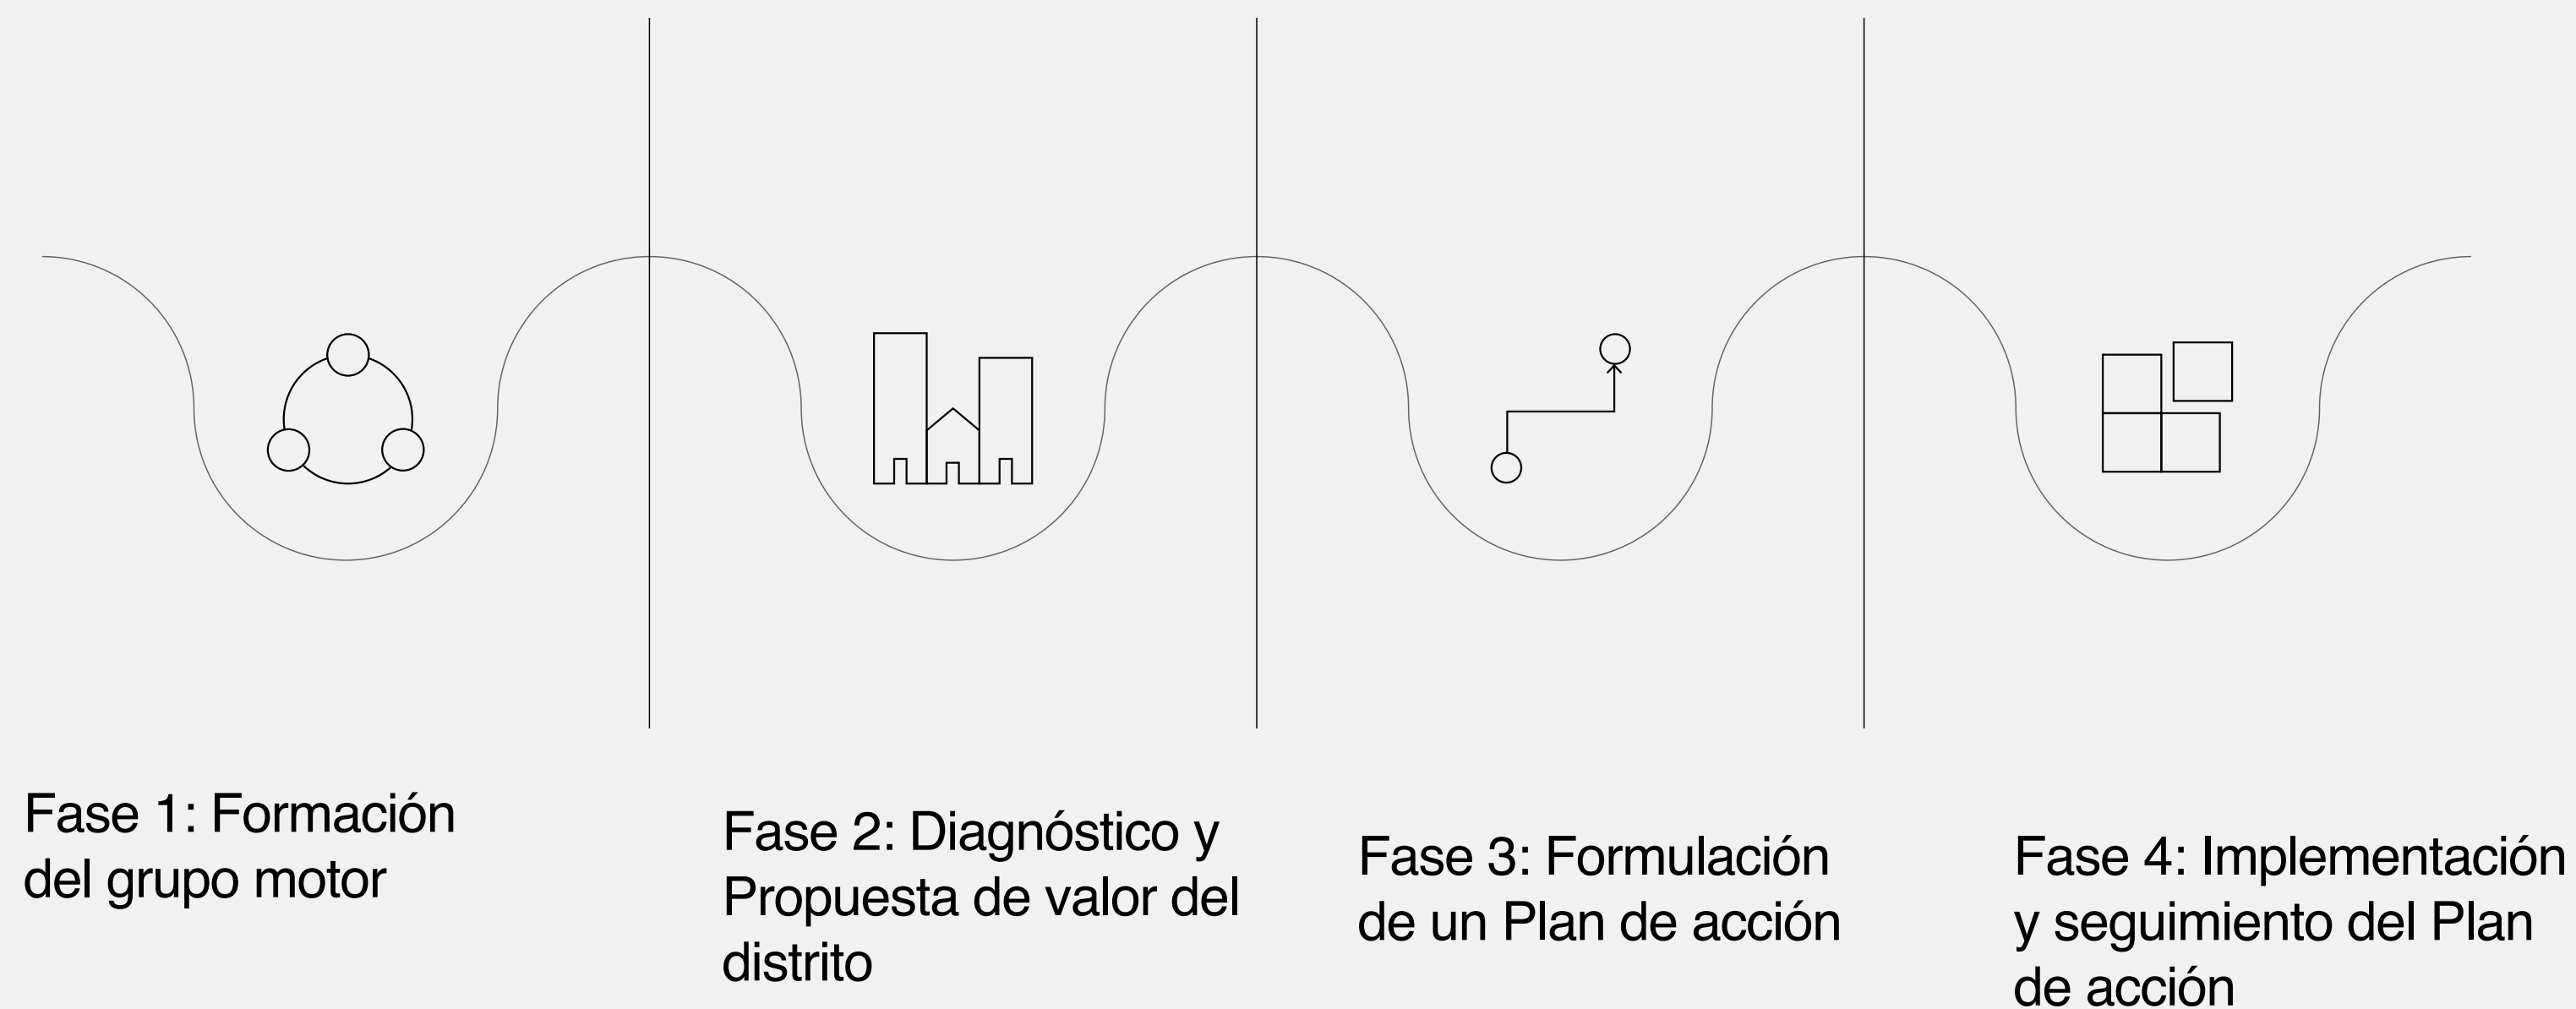 Fase 1: Formación
del grupo motor
Fase 2: Diagnóstico y
Propuesta de valor del
distrito
Fase 3: Formulación
de un Plan de acción
Fase 4: Implementación
y seguimiento del Plan
de acción